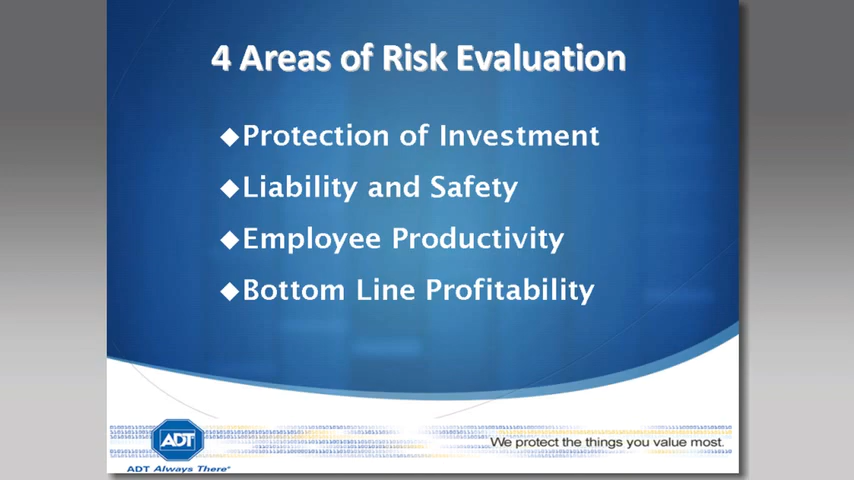 4 Areas of Risk Evaluation
◆Protection of Investment
◆Liability and Safety
◆Employee Productivity
◆Bottom Line Profitability
ADT
We protect the things you value most.
ADT Always There®